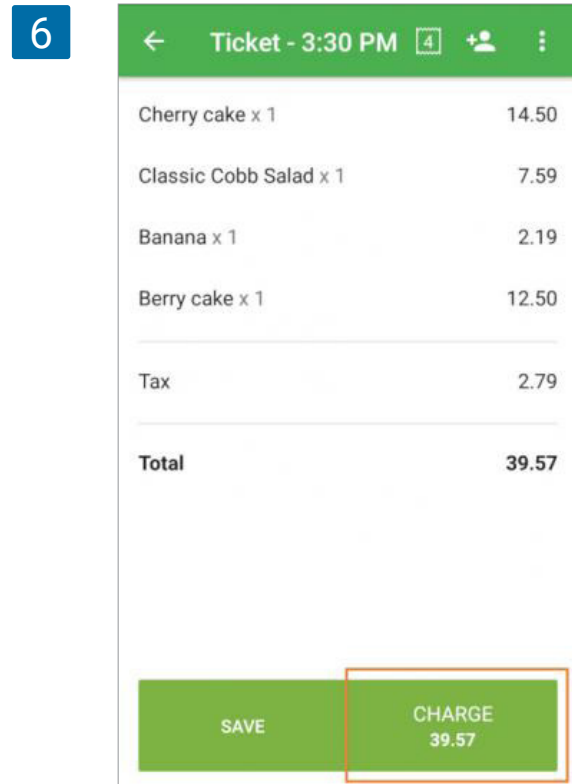 6
Ticket - 3:30 PM 4
Cherry cake x 1 14.50
Classic Cobb Salad x 1 7.59
Banana x 1 2.19
Berry cake x 1 12.50
Tax 2.79
Total 39.57
SAVE CHARGE
39.57